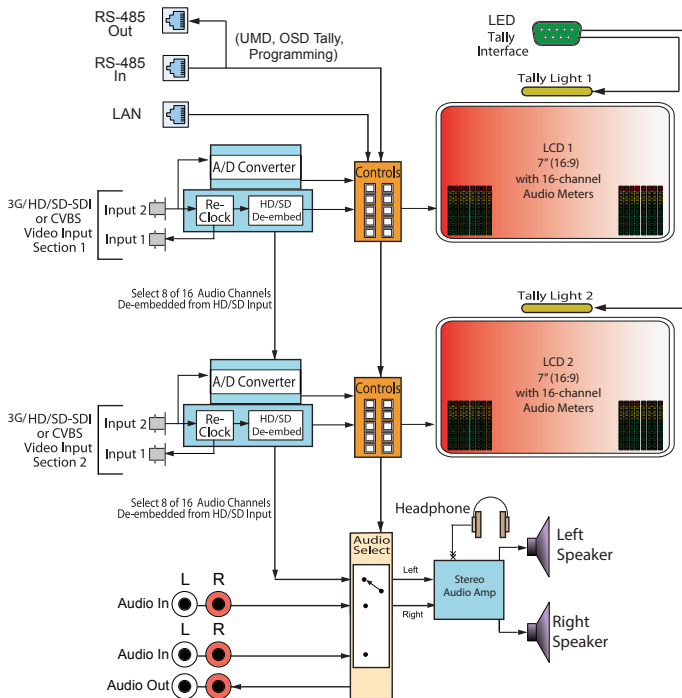 RS-485
Out
(UMD, OSD Tally,
Programming)
RS-485
In
LAN
LED
Tally
Interface
Tally Light 1
LCD 1
7” (16:9)
with 16-channel
Audio Meters
A/D Converter
Controls
3G/HD/SD-SDI
or CVBS
Video Input
Section 1
Input 2
Input 1
Re-
Clock
HD/SD
De-embed
Select 8 of 16 Audio Channels
De-embedded from HD/SD Input
Tally Light 2
LCD 2
7” (16:9)
with 16-channel
Audio Meters
A/D Converter
Controls
3G/HD/SD-SDI
or CVBS
Video Input
Section 2
Input 2
Input 1
Re-
Clock
HD/SD
De-embed
Select 8 of 16 Audio Channels
De-embedded from HD/SD Input
Headphone
Audio
Select
Left
Right
Stereo
Audio Amp
Left
Speaker
Right
Speaker
L R
Audio In
L R
Audio In
Audio Out